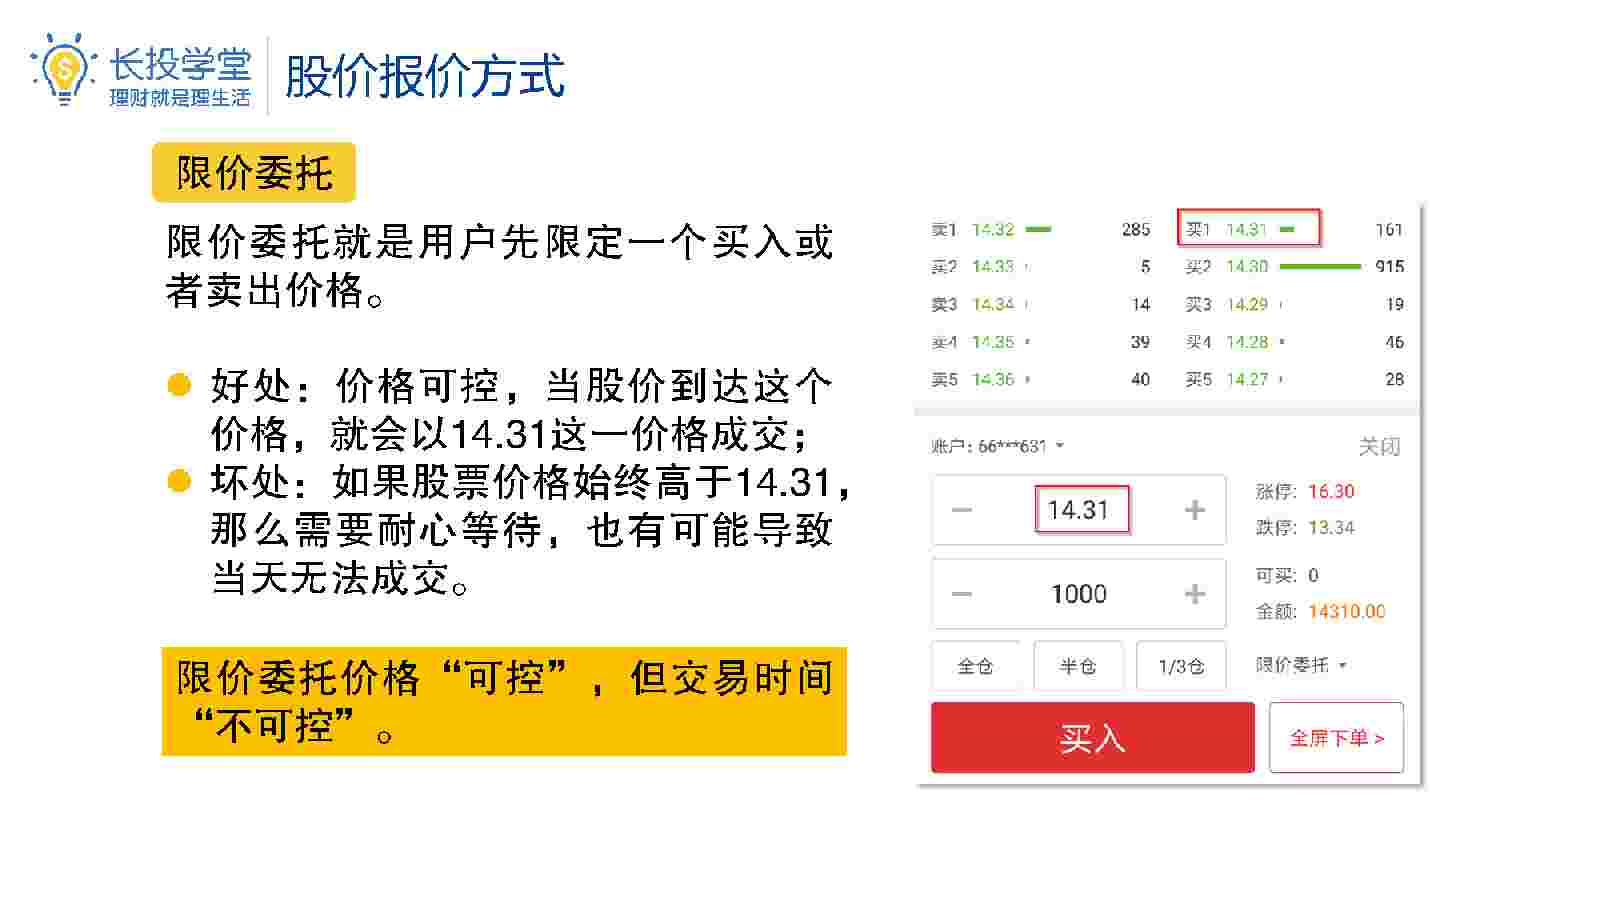 长投学堂
理财就是理生活
股价报价方式
限价委托
限价委托就是用户先限定一个买入或
者卖出价格。
好处：价格可控，当股价到达这个
价格，就会以14.31这一价格成交；
坏处：如果股票价格始终高于14.31，
那么需要耐心等待，也有可能导致
当天无法成交。
限价委托价格“可控”，但交易时间
“不可控”。
卖1 14.32 285 买1 14.31 161
卖2 14.33 5 买2 14.30 915
卖3 14.34 14 买3 14.29 19
卖4 14.35 39 买4 14.28 46
卖5 14.36 40 买5 14.27 28
账户: 66***631 关闭
14.31
涨停: 16.30
跌停: 13.34
1000
可买: 0
金额: 14310.00
全仓 半仓 1/3仓 限价委托
买入 全屏下单 >